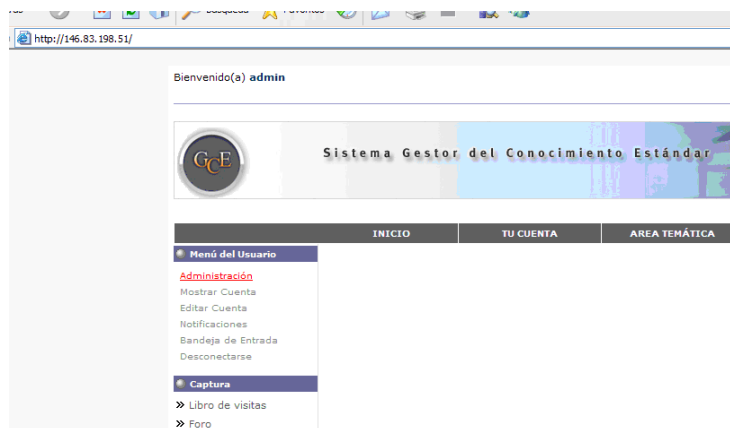 http://146.83.198.51/
Bienvenido(a) admin
GCE
Sistema Gestor del Conocimiento Estándar
INICIO TU CUENTA AREA TEMÁTICA
Menú del Usuario
Administración
Mostrar Cuenta
Editar Cuenta
Notificaciones
Bandeja de Entrada
Desconectarse
Captura
» Libro de visitas
» Foro